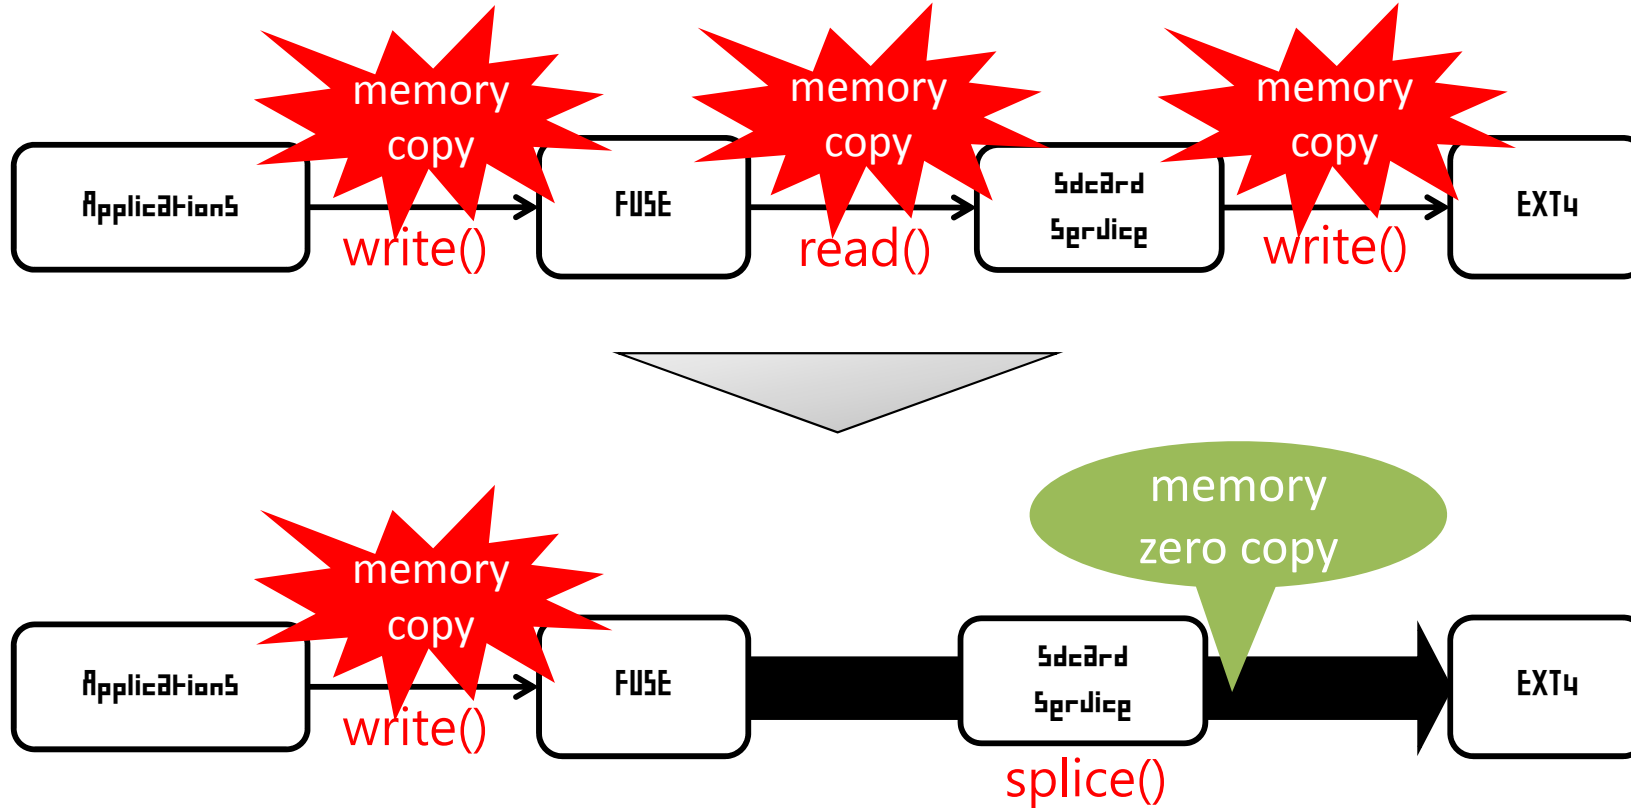 memory
copy
memory
copy
memory
copy
Applications
FUSE
Sdcard
Service
EXT4
write()
read()
write()
memory
zero copy
memory
copy
Applications
FUSE
Sdcard
Service
EXT4
write()
splice()